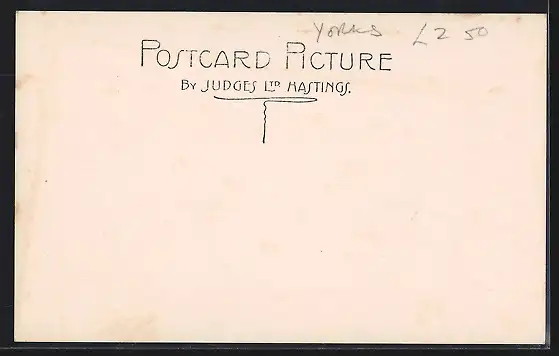 Yorks £2 50
POSTCARD PICTURE
BY JUDGES LTD HASTINGS.